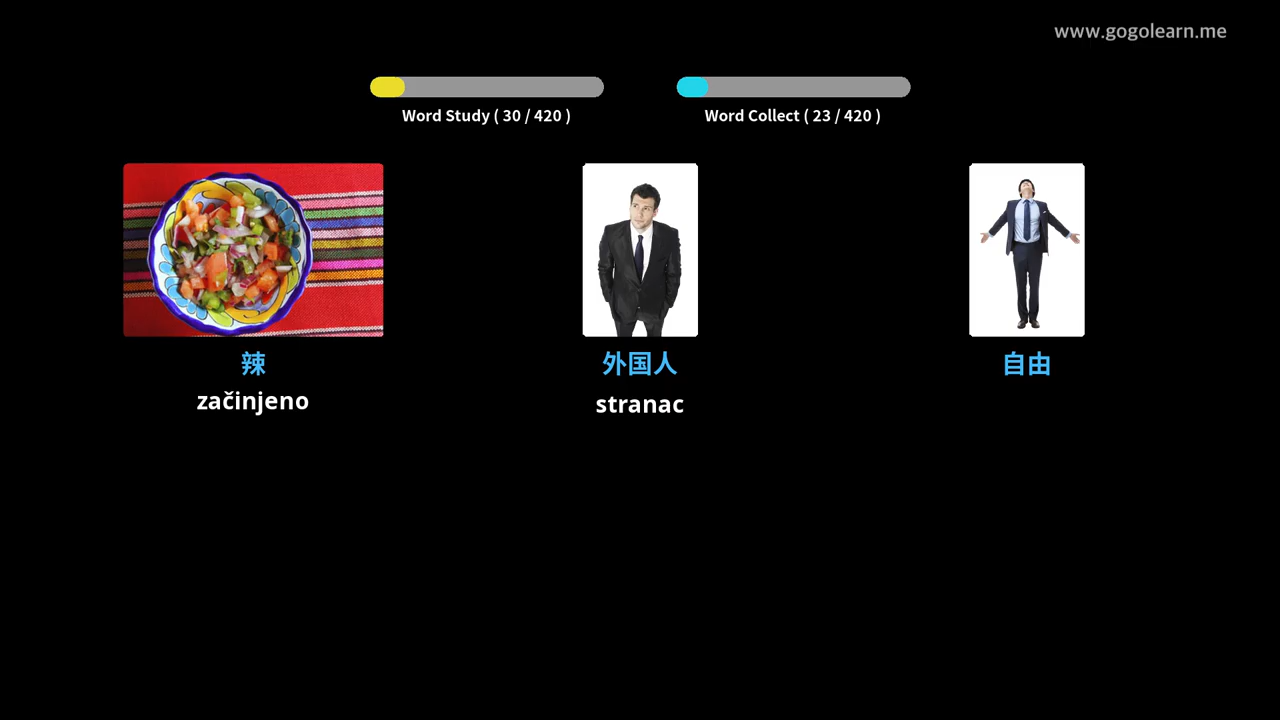 www.gogolearn.me
Word Study ( 30 / 420 )
Word Collect ( 23 / 420 )
辣
začinjeno
外国人
stranac
自由